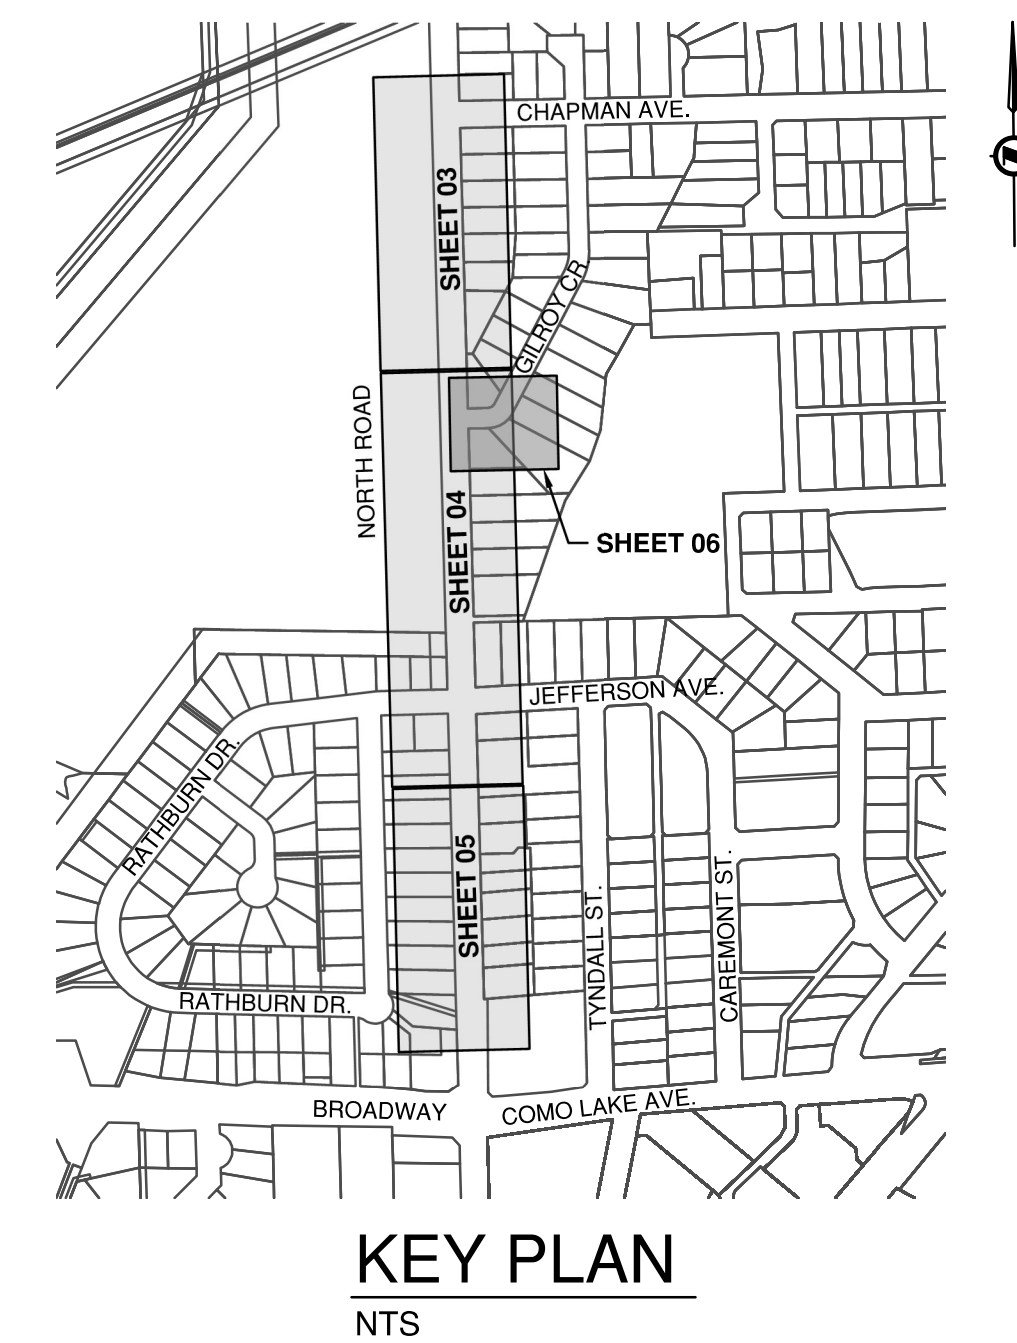 CHAPMAN AVE.
SHEET 03
GILROY CR.
NORTH ROAD
SHEET 04
SHEET 06
JEFFERSON AVE.
RATHBURN DR.
SHEET 05
CAREMONT ST.
TYNDALL ST.
RATHBURN DR.
BROADWAY
COMO LAKE AVE.
KEY PLAN
NTS